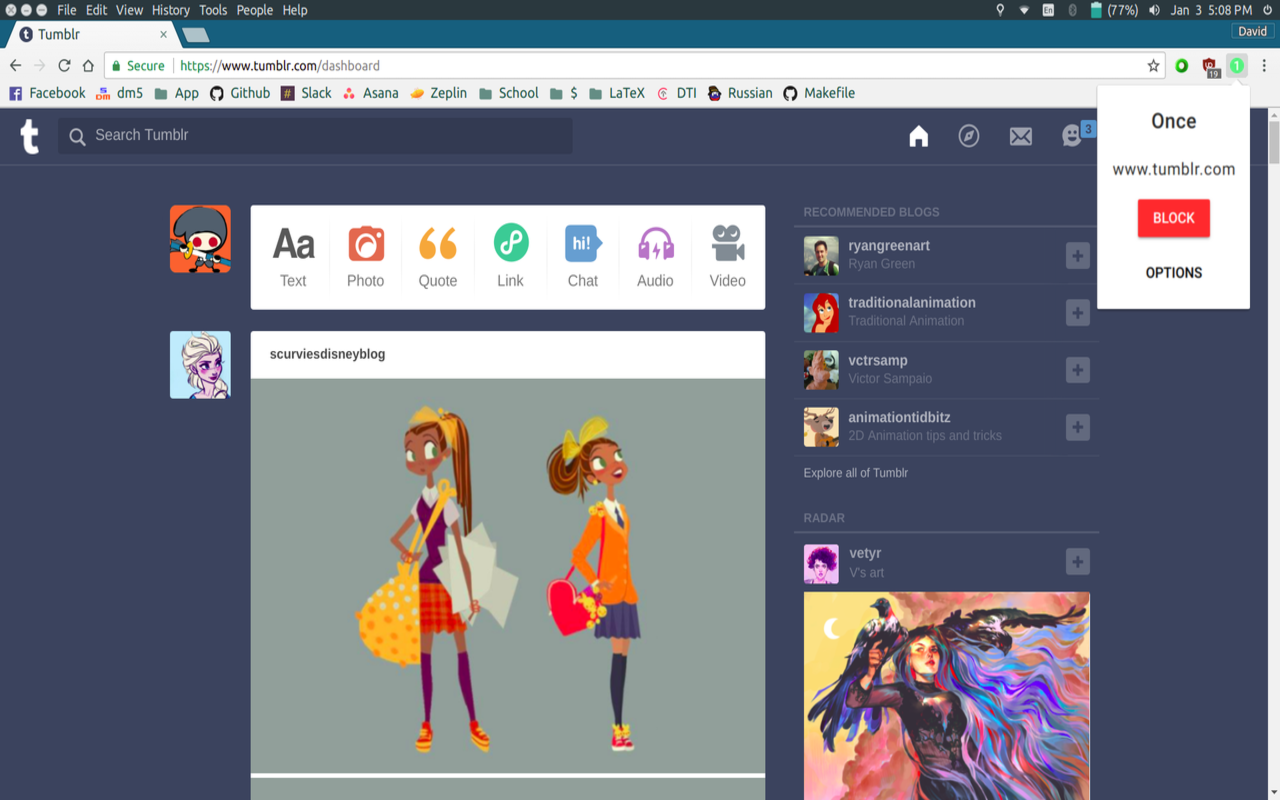 File Edit View History Tools People Help
En (77%) Jan 3 5:08 PM
Tumblr
David
Secure https://www.tumblr.com/dashboard
19
1
Facebook dm5 App Github Slack Asana Zeplin School $ LaTeX DTI Russian Makefile
Search Tumblr
3
Once
www.tumblr.com
BLOCK
OPTIONS
Aa
hi!
Text Photo Quote Link Chat Audio Video
scurviesdisneyblog
RECOMMENDED BLOGS
ryangreenart
Ryan Green
traditionalanimation
Traditional Animation
vctrsamp
Victor Sampaio
animationtidbitz
2D Animation tips and tricks
Explore all of Tumblr
RADAR
vetyr
V's art